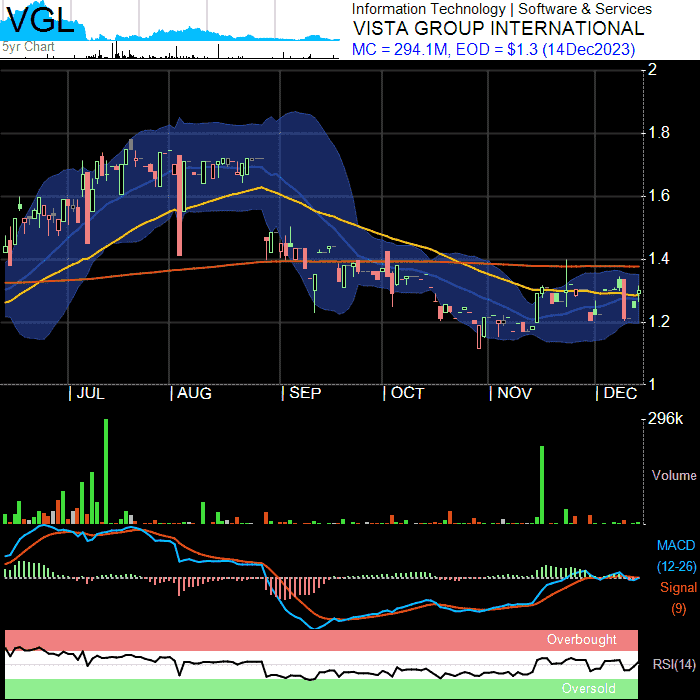 VGL
5yr Chart
Information Technology | Software & Services
VISTA GROUP INTERNATIONAL
MC = 294.1M, EOD = $1.3 (14Dec2023)
2
1.8
1.6
1.4
1.2
1
| JUL | AUG | SEP | OCT | NOV | DEC
296k
Volume
MACD
(12-26)
Signal
(9)
Overbought
RSI(14)
Oversold